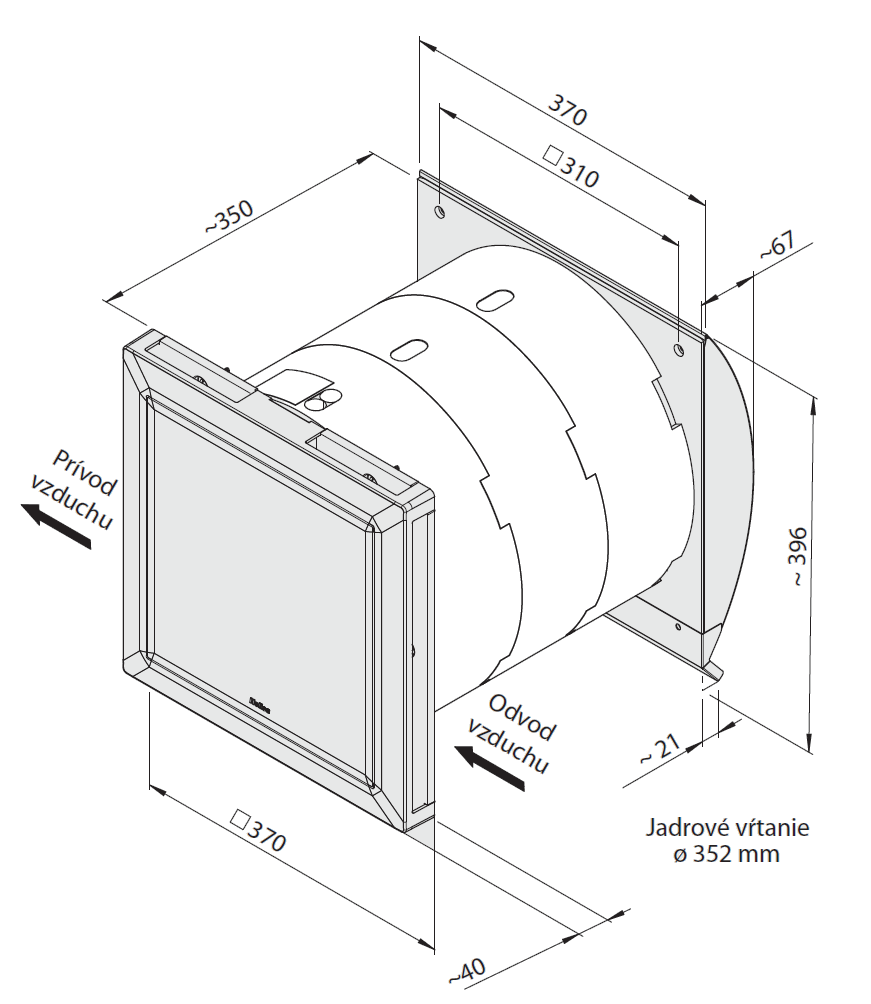 370
□310
~350
~67
Prívod
vzduchu
~ 396
Odvod
vzduchu
~ 21
Jadrové vŕtanie
ø 352 mm
□370
~40